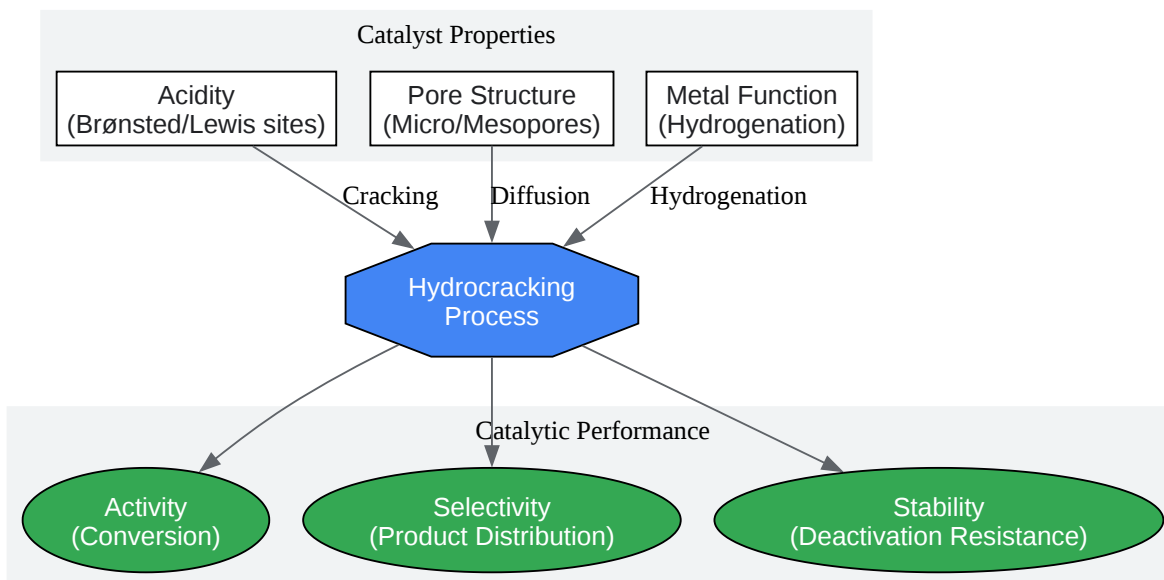 Catalyst Properties
Acidity
(Brønsted/Lewis sites)
Pore Structure
(Micro/Mesopores)
Metal Function
(Hydrogenation)
Cracking
Diffusion
Hydrogenation
Hydrocracking
Process
Catalytic Performance
Activity
(Conversion)
Selectivity
(Product Distribution)
Stability
(Deactivation Resistance)